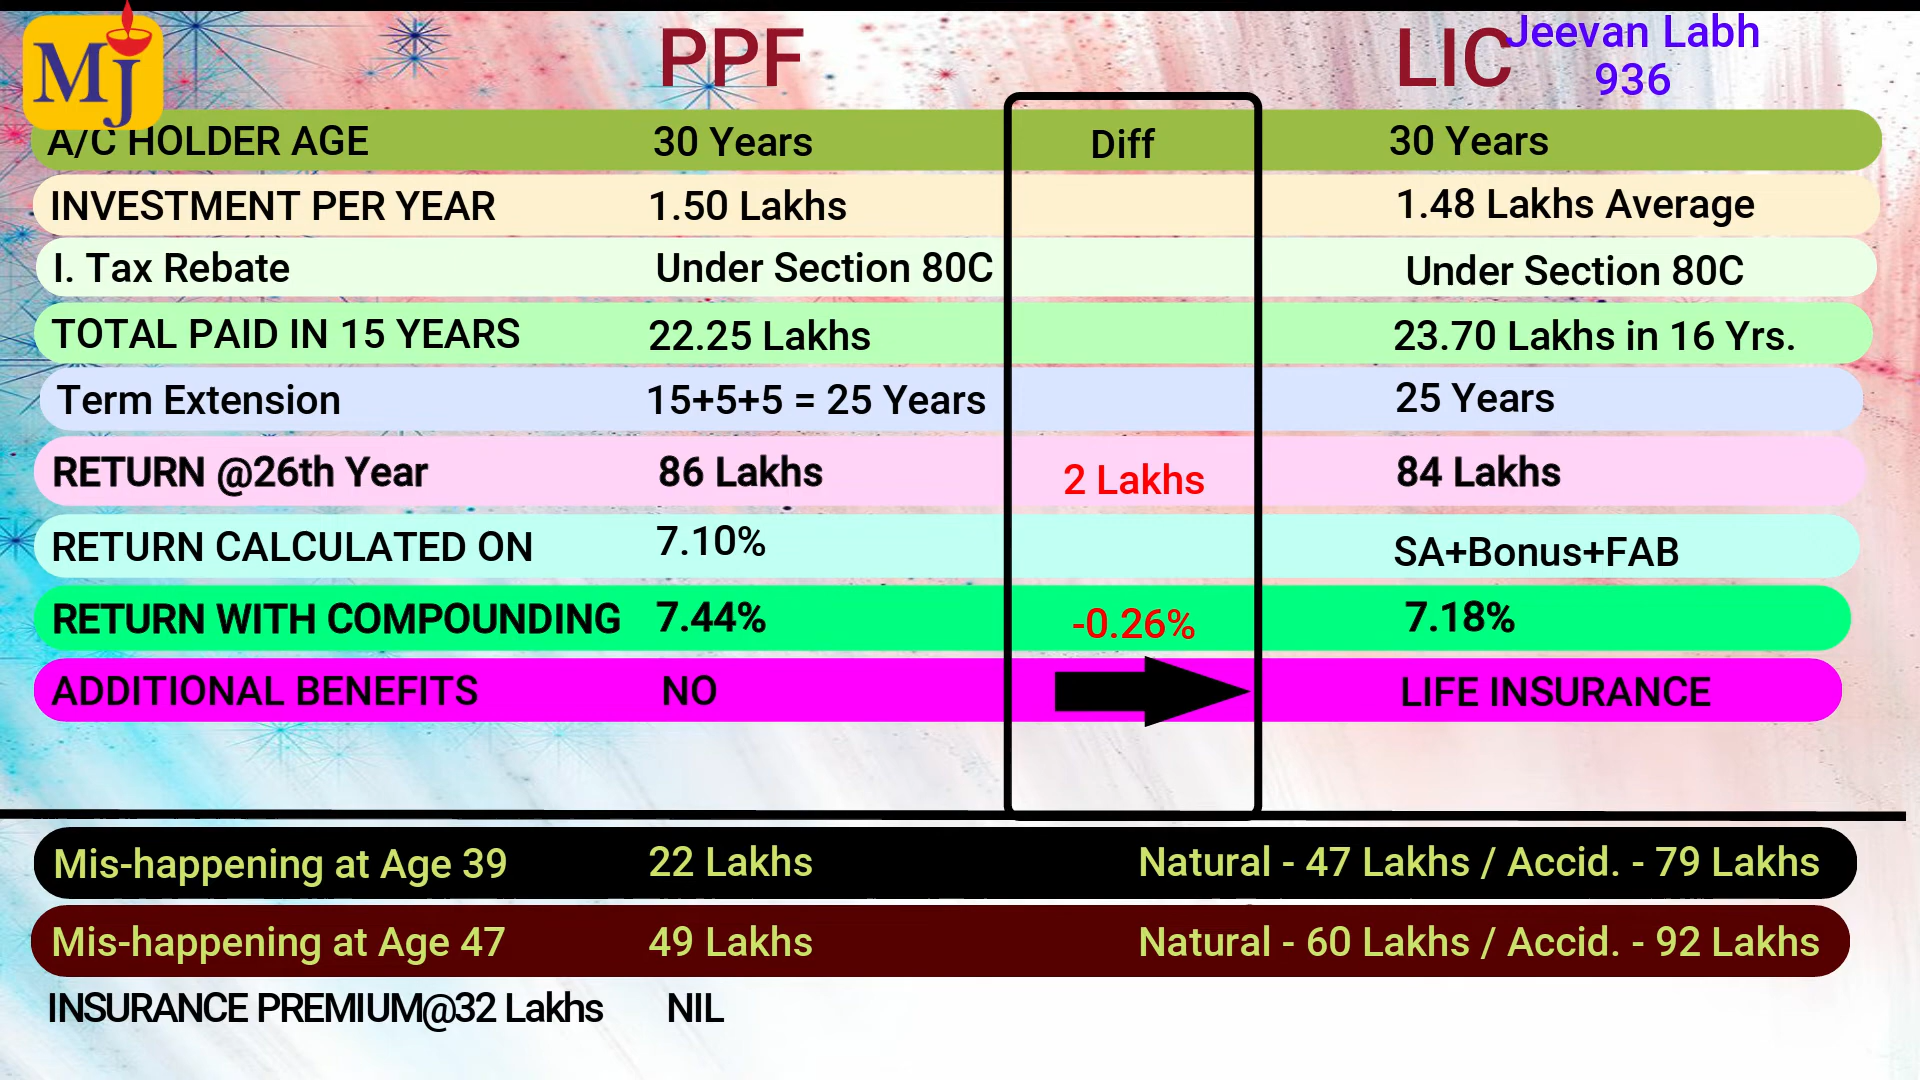 MJ
PPF
LIC Jeevan Labh
936
A/C HOLDER AGE 30 Years Diff 30 Years
INVESTMENT PER YEAR 1.50 Lakhs 1.48 Lakhs Average
I. Tax Rebate Under Section 80C Under Section 80C
TOTAL PAID IN 15 YEARS 22.25 Lakhs 23.70 Lakhs in 16 Yrs.
Term Extension 15+5+5 = 25 Years 25 Years
RETURN @26th Year 86 Lakhs 2 Lakhs 84 Lakhs
RETURN CALCULATED ON 7.10% SA+Bonus+FAB
RETURN WITH COMPOUNDING 7.44% -0.26% 7.18%
ADDITIONAL BENEFITS NO LIFE INSURANCE
Mis-happening at Age 39 22 Lakhs Natural - 47 Lakhs / Accid. - 79 Lakhs
Mis-happening at Age 47 49 Lakhs Natural - 60 Lakhs / Accid. - 92 Lakhs
INSURANCE PREMIUM@32 Lakhs NIL